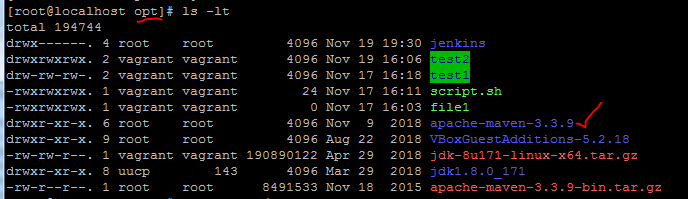 [root@localhost opt]# ls -lt
total 194744
drwx------. 4 root    root         4096 Nov 19 19:30 jenkins
drwxrwxrwx. 2 vagrant vagrant      4096 Nov 19 16:06 test2
drw-rw-rw-. 2 vagrant vagrant      4096 Nov 17 16:18 test1
-rwxrwxrwx. 1 vagrant vagrant        24 Nov 17 16:11 script.sh
-rwxrwxrwx. 1 vagrant vagrant         0 Nov 17 16:03 file1
drwxr-xr-x. 6 root    root         4096 Nov  9  2018 apache-maven-3.3.9
drwxr-xr-x. 9 root    root         4096 Aug 22  2018 VBoxGuestAdditions-5.2.18
-rw-r--r--. 1 vagrant vagrant 190890122 Apr 29  2018 jdk-8u171-linux-x64.tar.gz
drwxr-xr-x. 8 uucp        143      4096 Mar 29  2018 jdk1.8.0_171
-rw-r--r--. 1 root    root      8491533 Nov 18  2015 apache-maven-3.3.9-bin.tar.gz